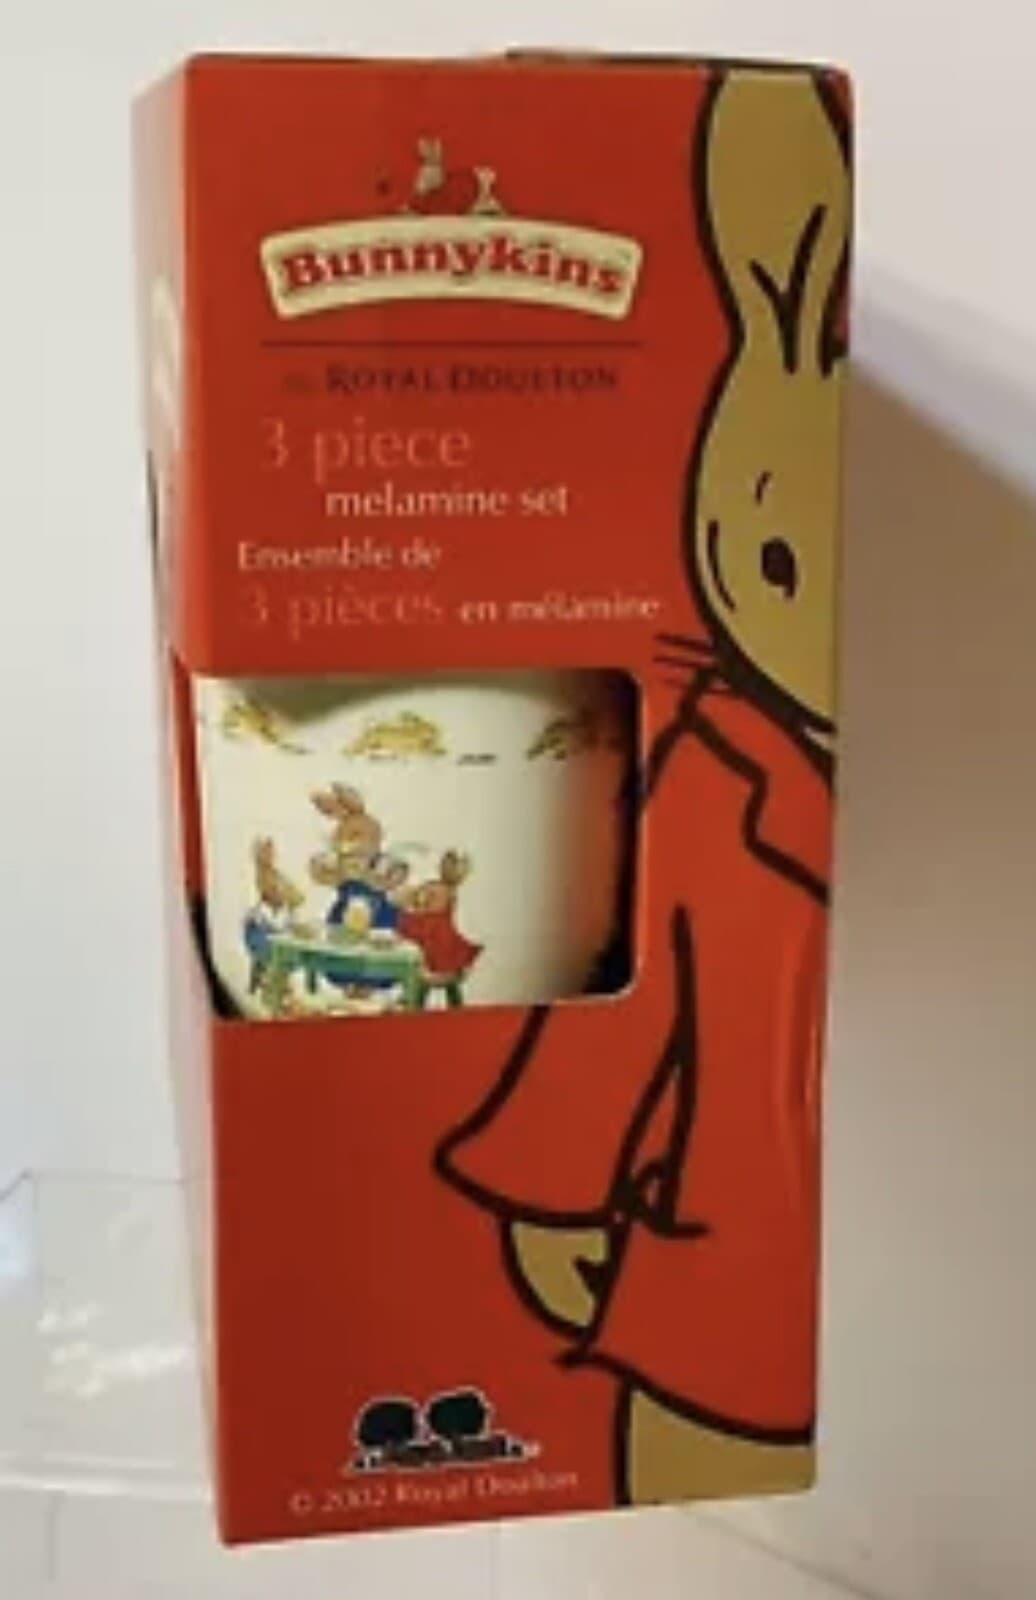 Bunnykins
ROYAL DOULTON
3 piece
melamine set
Ensemble de
3 pièces en mélamine
© 2002 Royal Doulton